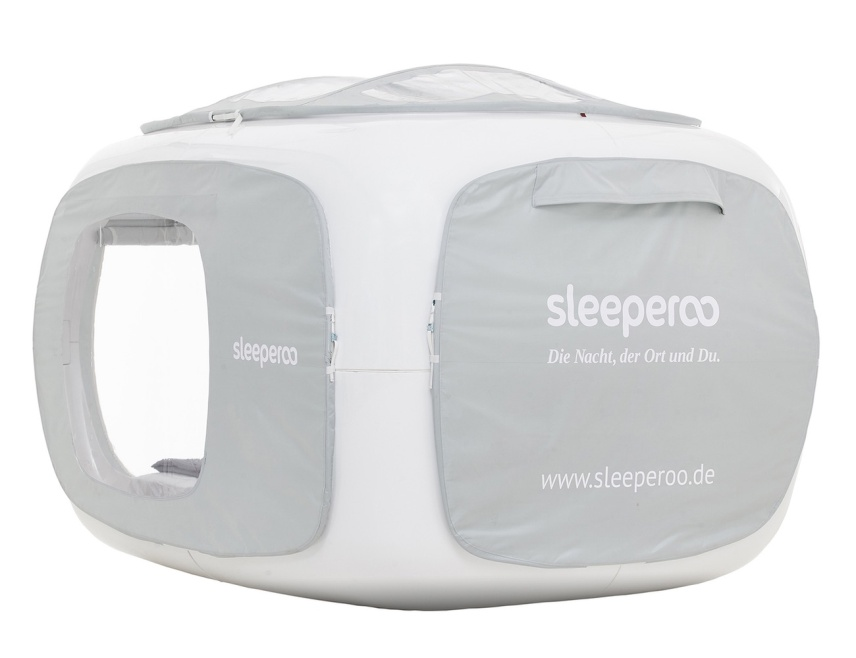 sleeperoo
sleeperoo
Die Nacht, der Ort und Du.
www.sleeperoo.de